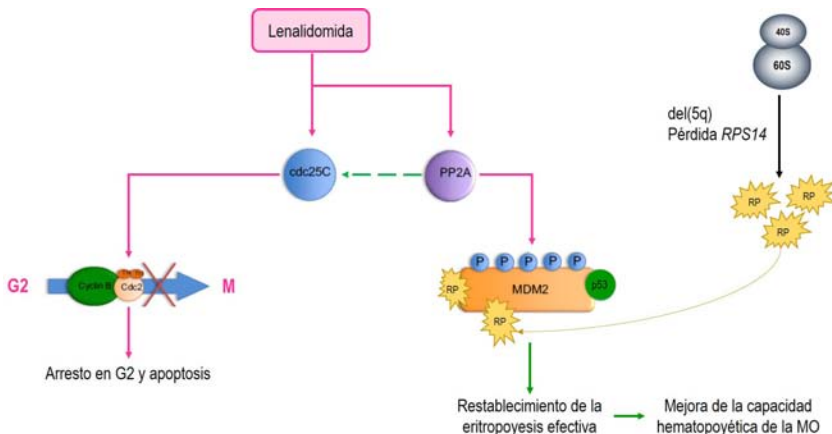 Lenalidomida
40S
60S
del(5q)
Pérdida RPS14
cdc25C
PP2A
RP
RP
RP
G2
Cyclin B
Cdc2
M
P P P P P
RP
MDM2
p53
RP
Arresto en G2 y apoptosis
Restablecimiento de la
eritropoyesis efectiva
Mejora de la capacidad
hematopoyética de la MO